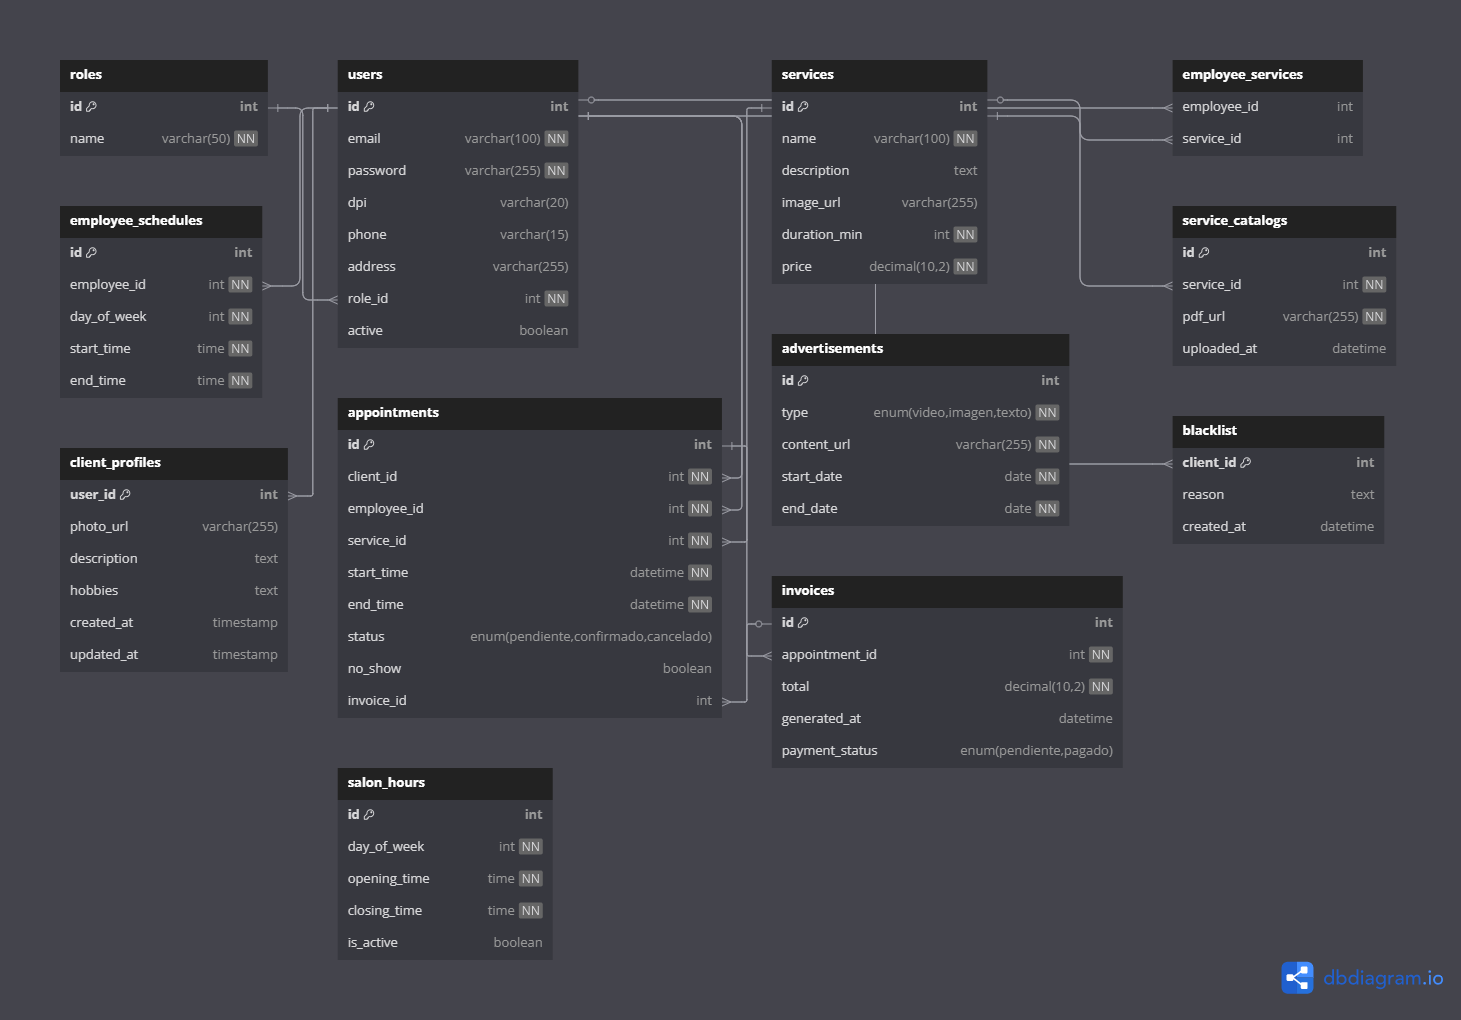 roles
id int
name varchar(50) NN
employee_schedules
id int
employee_id int NN
day_of_week int NN
start_time time NN
end_time time NN
client_profiles
user_id int
photo_url varchar(255)
description text
hobbies text
created_at timestamp
updated_at timestamp
users
id int
email varchar(100) NN
password varchar(255) NN
dpi varchar(20)
phone varchar(15)
address varchar(255)
role_id int NN
active boolean
appointments
id int
client_id int NN
employee_id int NN
service_id int NN
start_time datetime NN
end_time datetime NN
status enum(pendiente,confirmado,cancelado)
no_show boolean
invoice_id int
salon_hours
id int
day_of_week int NN
opening_time time NN
closing_time time NN
is_active boolean
services
id int
name varchar(100) NN
description text
image_url varchar(255)
duration_min int NN
price decimal(10,2) NN
advertisements
id int
type enum(video,imagen,texto) NN
content_url varchar(255) NN
start_date date NN
end_date date NN
invoices
id int
appointment_id int NN
total decimal(10,2) NN
generated_at datetime
payment_status enum(pendiente,pagado)
employee_services
employee_id int
service_id int
service_catalogs
id int
service_id int NN
pdf_url varchar(255) NN
uploaded_at datetime
blacklist
client_id int
reason text
created_at datetime
dbdiagram.io